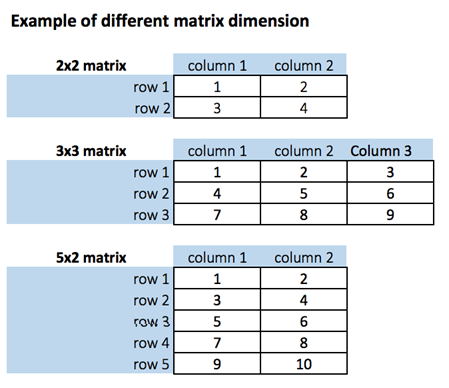 Example of different matrix dimension
2x2 matrix column 1 column 2
row 1 1 2
row 2 3 4
3x3 matrix column 1 column 2 Column 3
row 1 1 2 3
row 2 4 5 6
row 3 7 8 9
5x2 matrix column 1 column 2
row 1 1 2
row 2 3 4
row 3 5 6
row 4 7 8
row 5 9 10